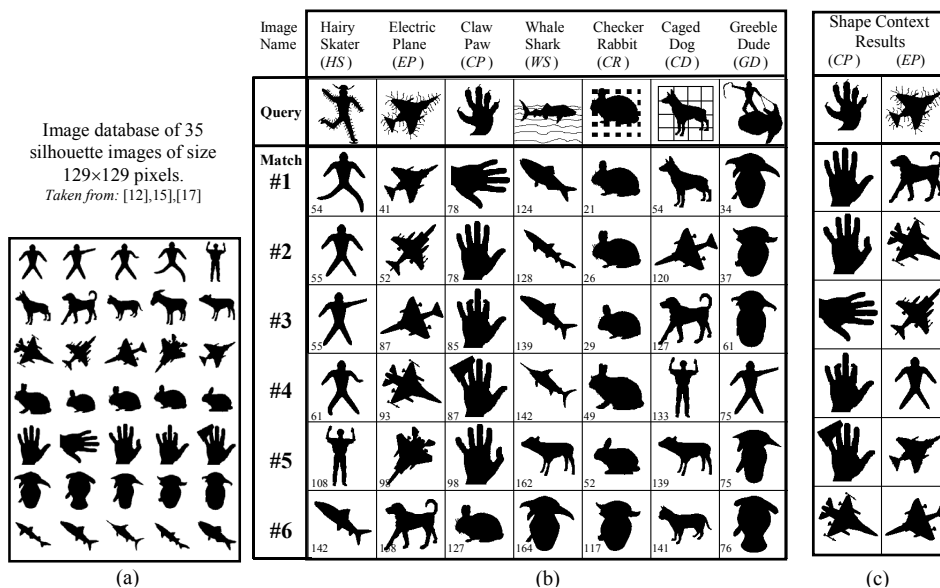 Image database of 35
silhouette images of size
129×129 pixels.
Taken from: [12],15],[17]
(a)
Image Name
Hairy Skater (HS)
Electric Plane (EP)
Claw Paw (CP)
Whale Shark (WS)
Checker Rabbit (CR)
Caged Dog (CD)
Greeble Dude (GD)
Query
Match
#1
54 41 78 124 21 54 34
#2
55 52 78 128 26 120 37
#3
55 87 85 139 29 127 61
#4
61 93 87 142 49 133 75
#5
108 98 98 162 52 139 75
#6
142 138 127 164 117 141 76
(b)
Shape Context
Results
(CP) (EP)
(c)